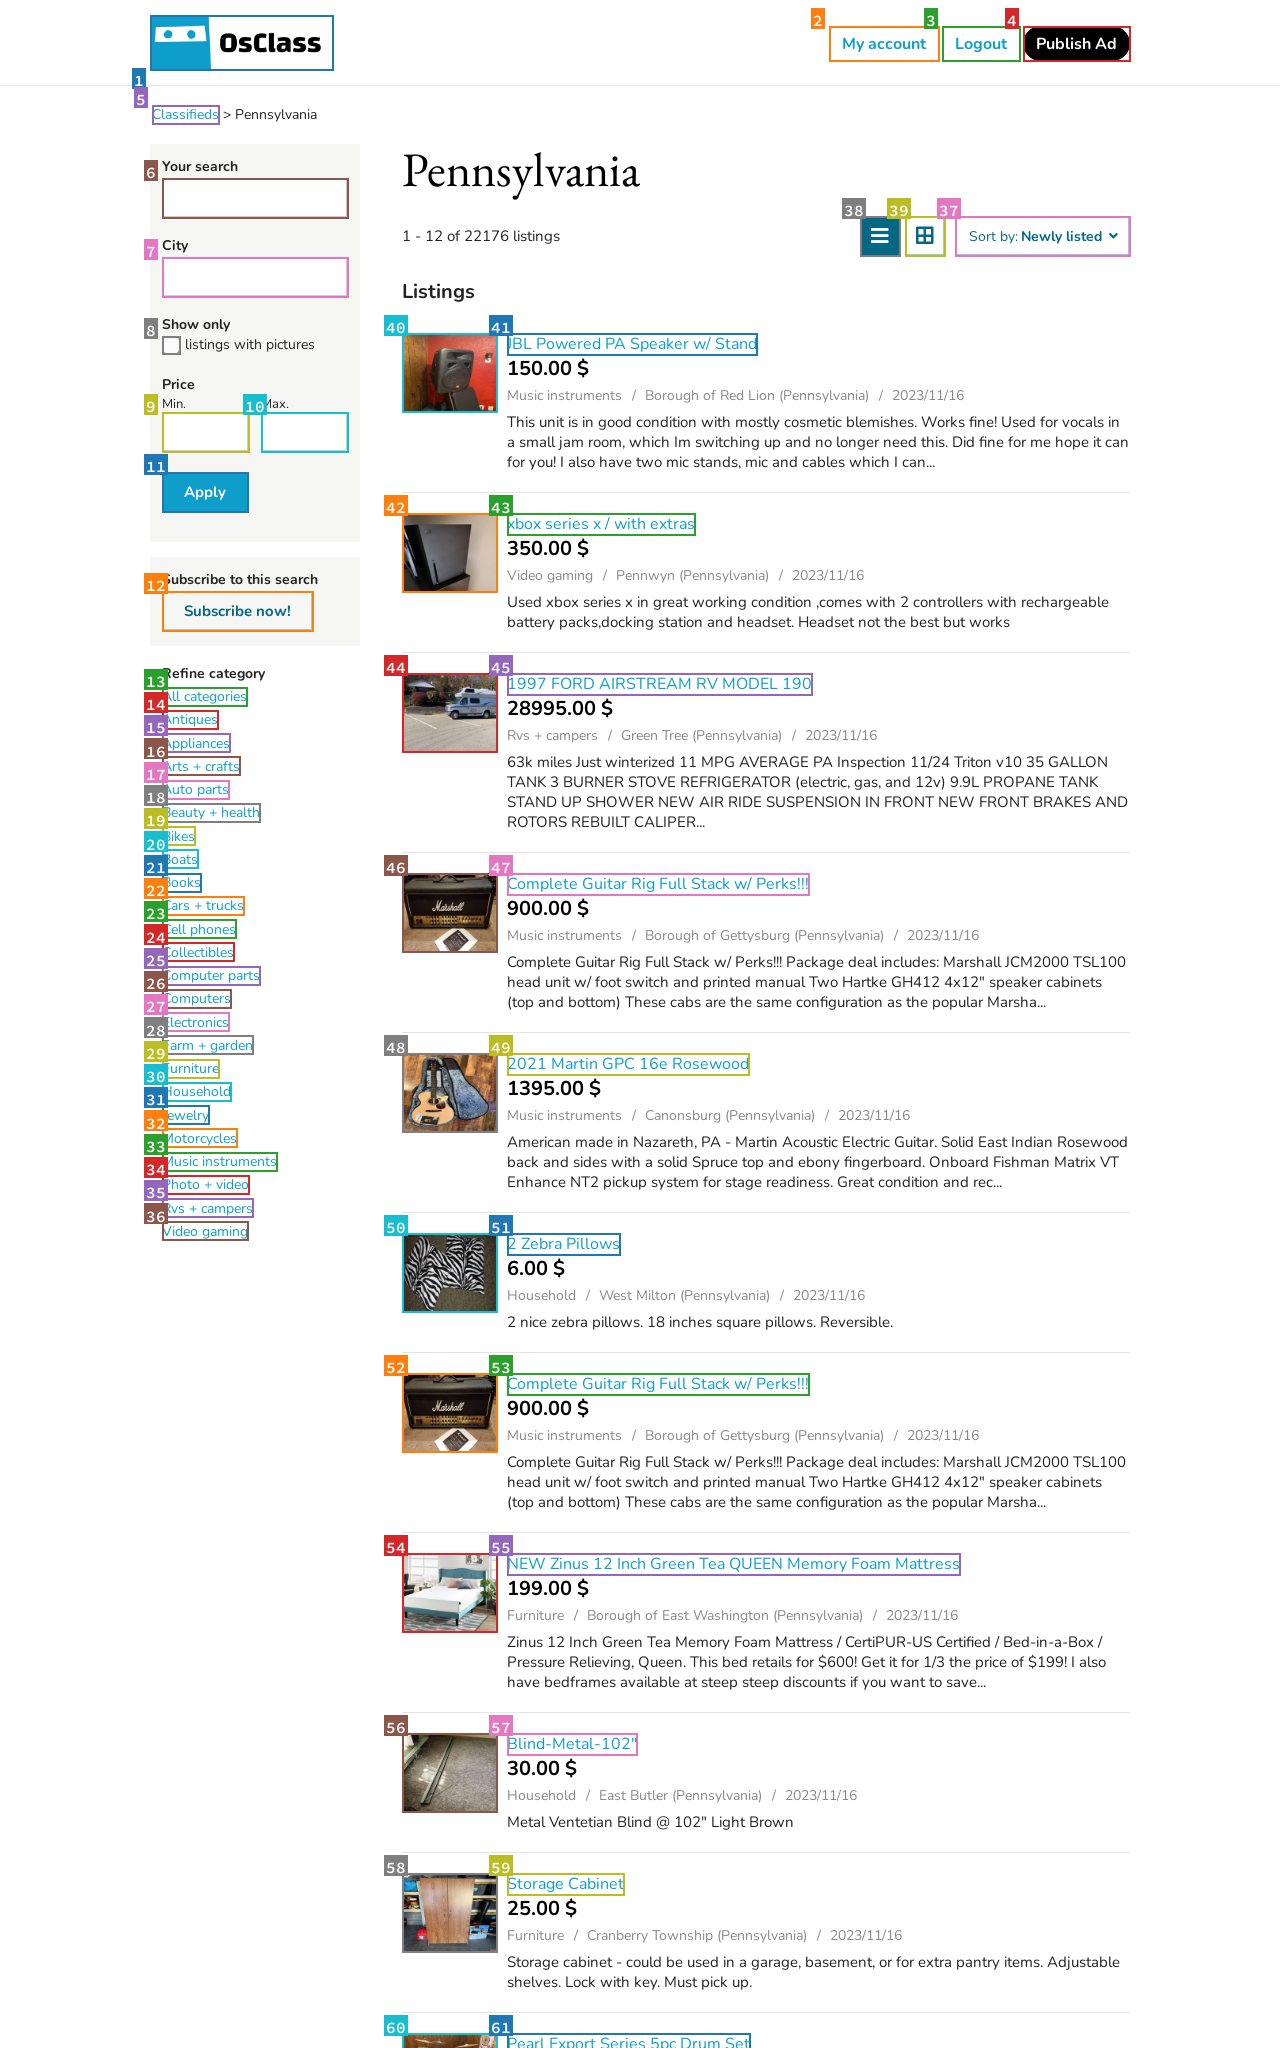 OsClass
2
3
4
My account
Logout
Publish Ad
1
5
Classifieds > Pennsylvania
6
Your search
7
City
8
Show only
listings with pictures
Price
9
Min.
10
Max.
11
Apply
12
Subscribe to this search
Subscribe now!
Refine category
13
All categories
14
Antiques
15
Appliances
16
Arts + crafts
17
Auto parts
18
Beauty + health
19
Bikes
20
Boats
21
Books
22
Cars + trucks
23
Cell phones
24
Collectibles
25
Computer parts
26
Computers
27
Electronics
28
Farm + garden
29
Furniture
30
Household
31
Jewelry
32
Motorcycles
33
Music instruments
34
Photo + video
35
Rvs + campers
36
Video gaming
Pennsylvania
1 - 12 of 22176 listings
38
39
37
Sort by: Newly listed
Listings
40
41
JBL Powered PA Speaker w/ Stand
150.00 $
Music instruments / Borough of Red Lion (Pennsylvania) / 2023/11/16
This unit is in good condition with mostly cosmetic blemishes. Works fine! Used for vocals in
a small jam room, which Im switching up and no longer need this. Did fine for me hope it can
for you! I also have two mic stands, mic and cables which I can...
42
43
xbox series x / with extras
350.00 $
Video gaming / Pennwyn (Pennsylvania) / 2023/11/16
Used xbox series x in great working condition ,comes with 2 controllers with rechargeable
battery packs,docking station and headset. Headset not the best but works
44
45
1997 FORD AIRSTREAM RV MODEL 190
28995.00 $
Rvs + campers / Green Tree (Pennsylvania) / 2023/11/16
63k miles Just winterized 11 MPG AVERAGE PA Inspection 11/24 Triton v10 35 GALLON
TANK 3 BURNER STOVE REFRIGERATOR (electric, gas, and 12v) 9.9L PROPANE TANK
STAND UP SHOWER NEW AIR RIDE SUSPENSION IN FRONT NEW FRONT BRAKES AND
ROTORS REBUILT CALIPER...
46
47
Marshall
Complete Guitar Rig Full Stack w/ Perks!!!
900.00 $
Music instruments / Borough of Gettysburg (Pennsylvania) / 2023/11/16
Complete Guitar Rig Full Stack w/ Perks!!! Package deal includes: Marshall JCM2000 TSL100
head unit w/ foot switch and printed manual Two Hartke GH412 4x12" speaker cabinets
(top and bottom) These cabs are the same configuration as the popular Marsha...
48
49
2021 Martin GPC 16e Rosewood
1395.00 $
Music instruments / Canonsburg (Pennsylvania) / 2023/11/16
American made in Nazareth, PA - Martin Acoustic Electric Guitar. Solid East Indian Rosewood
back and sides with a solid Spruce top and ebony fingerboard. Onboard Fishman Matrix VT
Enhance NT2 pickup system for stage readiness. Great condition and rec...
50
51
2 Zebra Pillows
6.00 $
Household / West Milton (Pennsylvania) / 2023/11/16
2 nice zebra pillows. 18 inches square pillows. Reversible.
52
53
Marshall
Complete Guitar Rig Full Stack w/ Perks!!!
900.00 $
Music instruments / Borough of Gettysburg (Pennsylvania) / 2023/11/16
Complete Guitar Rig Full Stack w/ Perks!!! Package deal includes: Marshall JCM2000 TSL100
head unit w/ foot switch and printed manual Two Hartke GH412 4x12" speaker cabinets
(top and bottom) These cabs are the same configuration as the popular Marsha...
54
55
NEW Zinus 12 Inch Green Tea QUEEN Memory Foam Mattress
199.00 $
Furniture / Borough of East Washington (Pennsylvania) / 2023/11/16
Zinus 12 Inch Green Tea Memory Foam Mattress / CertiPUR-US Certified / Bed-in-a-Box /
Pressure Relieving, Queen. This bed retails for $600! Get it for 1/3 the price of $199! I also
have bedframes available at steep steep discounts if you want to save...
56
57
Blind-Metal-102"
30.00 $
Household / East Butler (Pennsylvania) / 2023/11/16
Metal Ventetian Blind @ 102" Light Brown
58
59
Storage Cabinet
25.00 $
Furniture / Cranberry Township (Pennsylvania) / 2023/11/16
Storage cabinet - could be used in a garage, basement, or for extra pantry items. Adjustable
shelves. Lock with key. Must pick up.
60
61
Pearl Export Series 5pc Drum Set